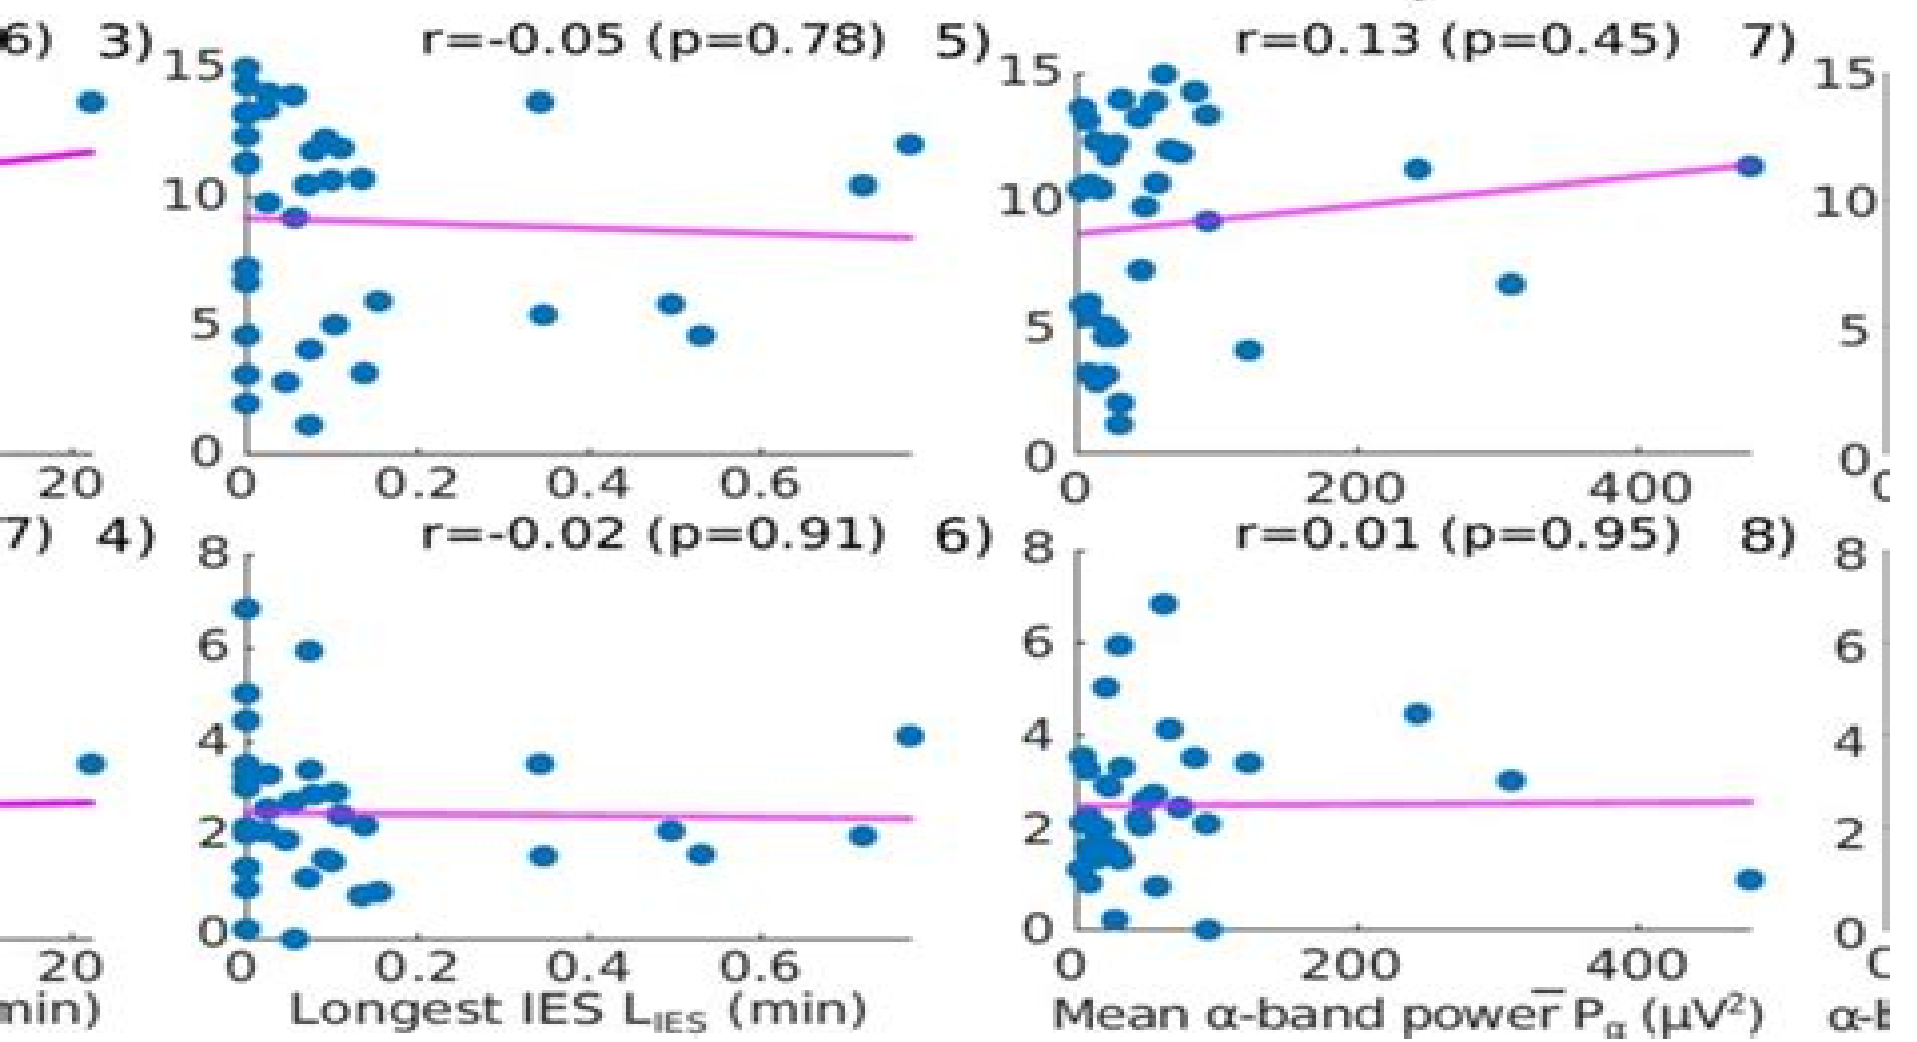 6) 3) r=-0.05 (p=0.78) 5) r=0.13 (p=0.45) 7)
15 15 15
10 10 10
5 5 5
0 0 0
20 0 0.2 0.4 0.6 0 200 400
7) 4) r=-0.02 (p=0.91) 6) r=0.01 (p=0.95) 8)
8 8 8
6 6 6
4 4 4
2 2 2
0 0 0
20 0 0.2 0.4 0.6 0 200 400
min) Longest IES L_IES (min) Mean α-band power P̅_α (μV²) α-